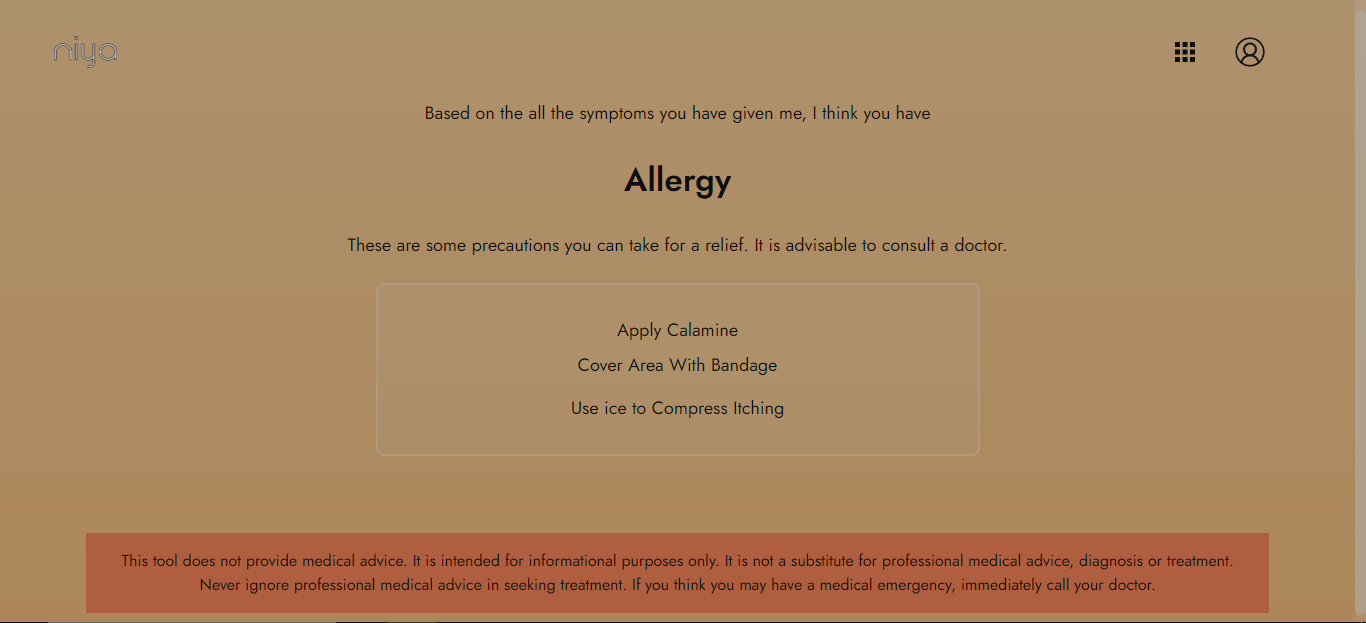 niya
Based on the all the symptoms you have given me, I think you have
Allergy
These are some precautions you can take for a relief. It is advisable to consult a doctor.
Apply Calamine
Cover Area With Bandage
Use ice to Compress Itching
This tool does not provide medical advice. It is intended for informational purposes only. It is not a substitute for professional medical advice, diagnosis or treatment.
Never ignore professional medical advice in seeking treatment. If you think you may have a medical emergency, immediately call your doctor.